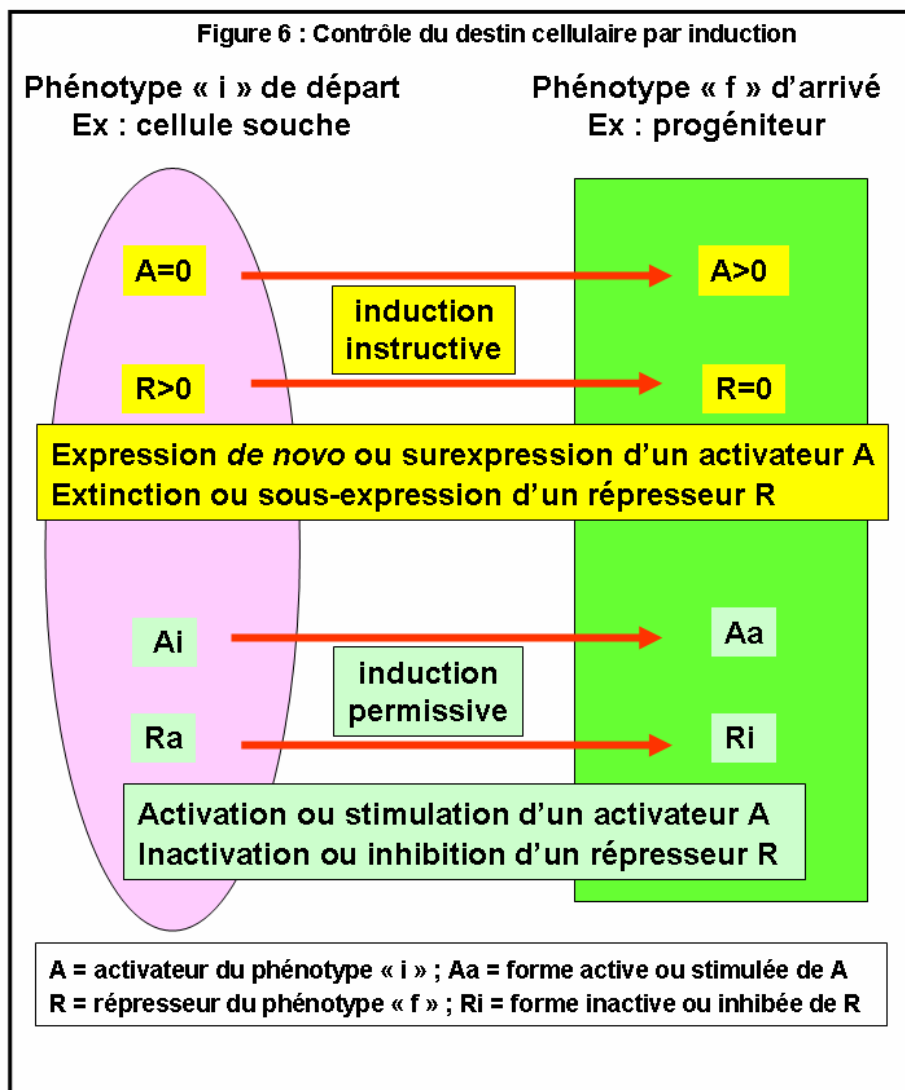 Figure 6 : Contrôle du destin cellulaire par induction
Phénotype « i » de départ
Ex : cellule souche
Phénotype « f » d'arrivé
Ex : progéniteur
A=0
A>0
induction
instructive
R>0
R=0
Expression de novo ou surexpression d'un activateur A
Extinction ou sous-expression d'un répresseur R
Ai
Aa
induction
permissive
Ra
Ri
Activation ou stimulation d'un activateur A
Inactivation ou inhibition d'un répresseur R
A = activateur du phénotype « i » ; Aa = forme active ou stimulée de A
R = répresseur du phénotype « f » ; Ri = forme inactive ou inhibée de R